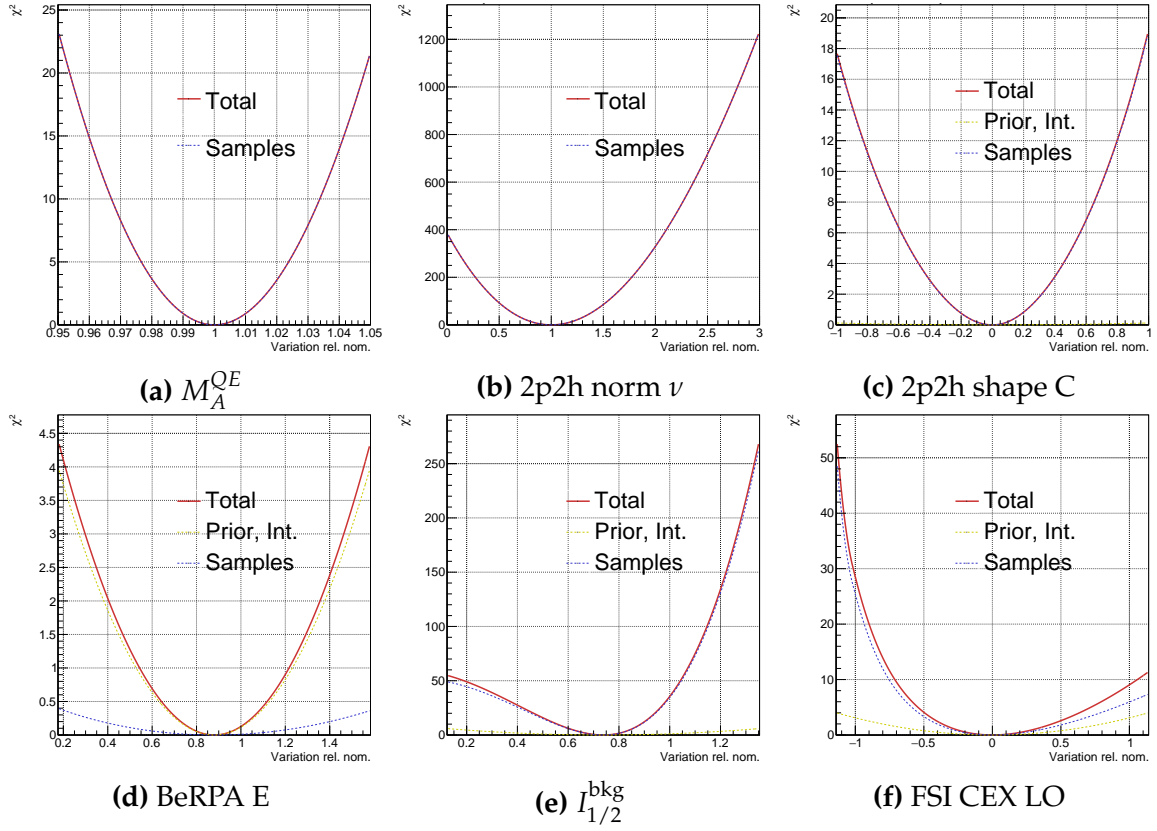 χ²
25
20
15
10
5
0
Total
Samples
0.95 0.96 0.97 0.98 0.99 1 1.01 1.02 1.03 1.04 1.05
Variation rel. nom.
(a) M_A^{QE}
χ²
1200
1000
800
600
400
200
0
Total
Samples
0 0.5 1 1.5 2 2.5 3
Variation rel. nom.
(b) 2p2h norm ν
χ²
20
18
16
14
12
10
8
6
4
2
0
Total
Prior, Int.
Samples
−1 −0.8 −0.6 −0.4 −0.2 0 0.2 0.4 0.6 0.8 1
Variation rel. nom.
(c) 2p2h shape C
χ²
4.5
4
3.5
3
2.5
2
1.5
1
0.5
0
Total
Prior, Int.
Samples
0.2 0.4 0.6 0.8 1 1.2 1.4
Variation rel. nom.
(d) BeRPA E
χ²
250
200
150
100
50
0
Total
Prior, Int.
Samples
0.2 0.4 0.6 0.8 1 1.2
Variation rel. nom.
(e) I_{1/2}^{bkg}
χ²
50
40
30
20
10
0
Total
Prior, Int.
Samples
−1 −0.5 0 0.5 1
Variation rel. nom.
(f) FSI CEX LO